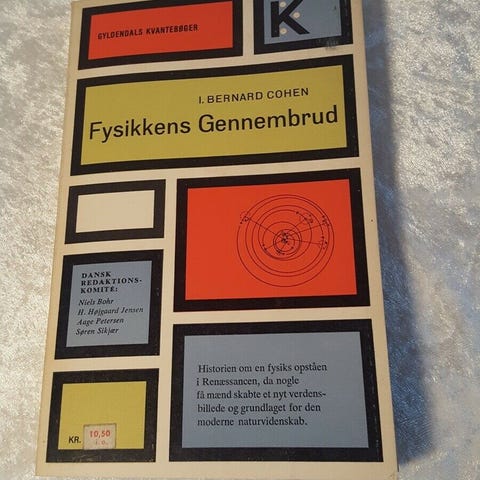 GYLDENDALS KVANTEBØGER
K
I. BERNARD COHEN
Fysikkens Gennembrud
DANSK
REDAKTIONS-
KOMITE:
Niels Bohr
H. Højgaard Jensen
Aage Petersen
Søren Sikjær
Historien om en fysiks opståen
i Renæssancen, da nogle
få mænd skabte et nyt verdens-
billede og grundlaget for den
moderne naturvidenskab.
KR. 10,50